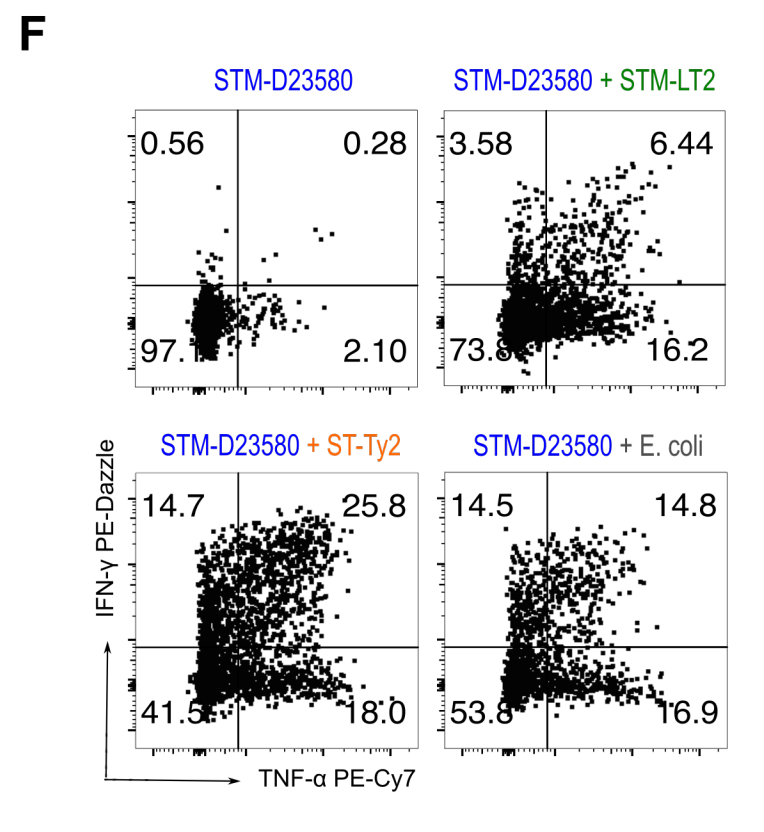 F
STM-D23580
STM-D23580 + STM-LT2
0.56 0.28
3.58 6.44
97.1 2.10
73.8 16.2
STM-D23580 + ST-Ty2
STM-D23580 + E. coli
14.7 25.8
14.5 14.8
41.5 18.0
53.8 16.9
IFN-γ PE-Dazzle
TNF-α PE-Cy7